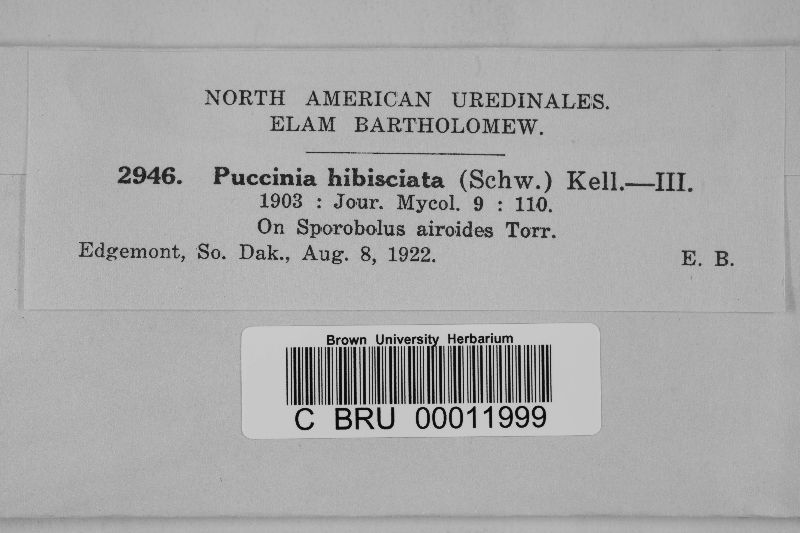 NORTH AMERICAN UREDINALES.
ELAM BARTHOLOMEW.
2946. Puccinia hibisciata (Schw.) Kell.—III.
1903 : Jour. Mycol. 9 : 110.
On Sporobolus airoides Torr.
Edgemont, So. Dak., Aug. 8, 1922. E. B.
Brown University Herbarium
C BRU 00011999